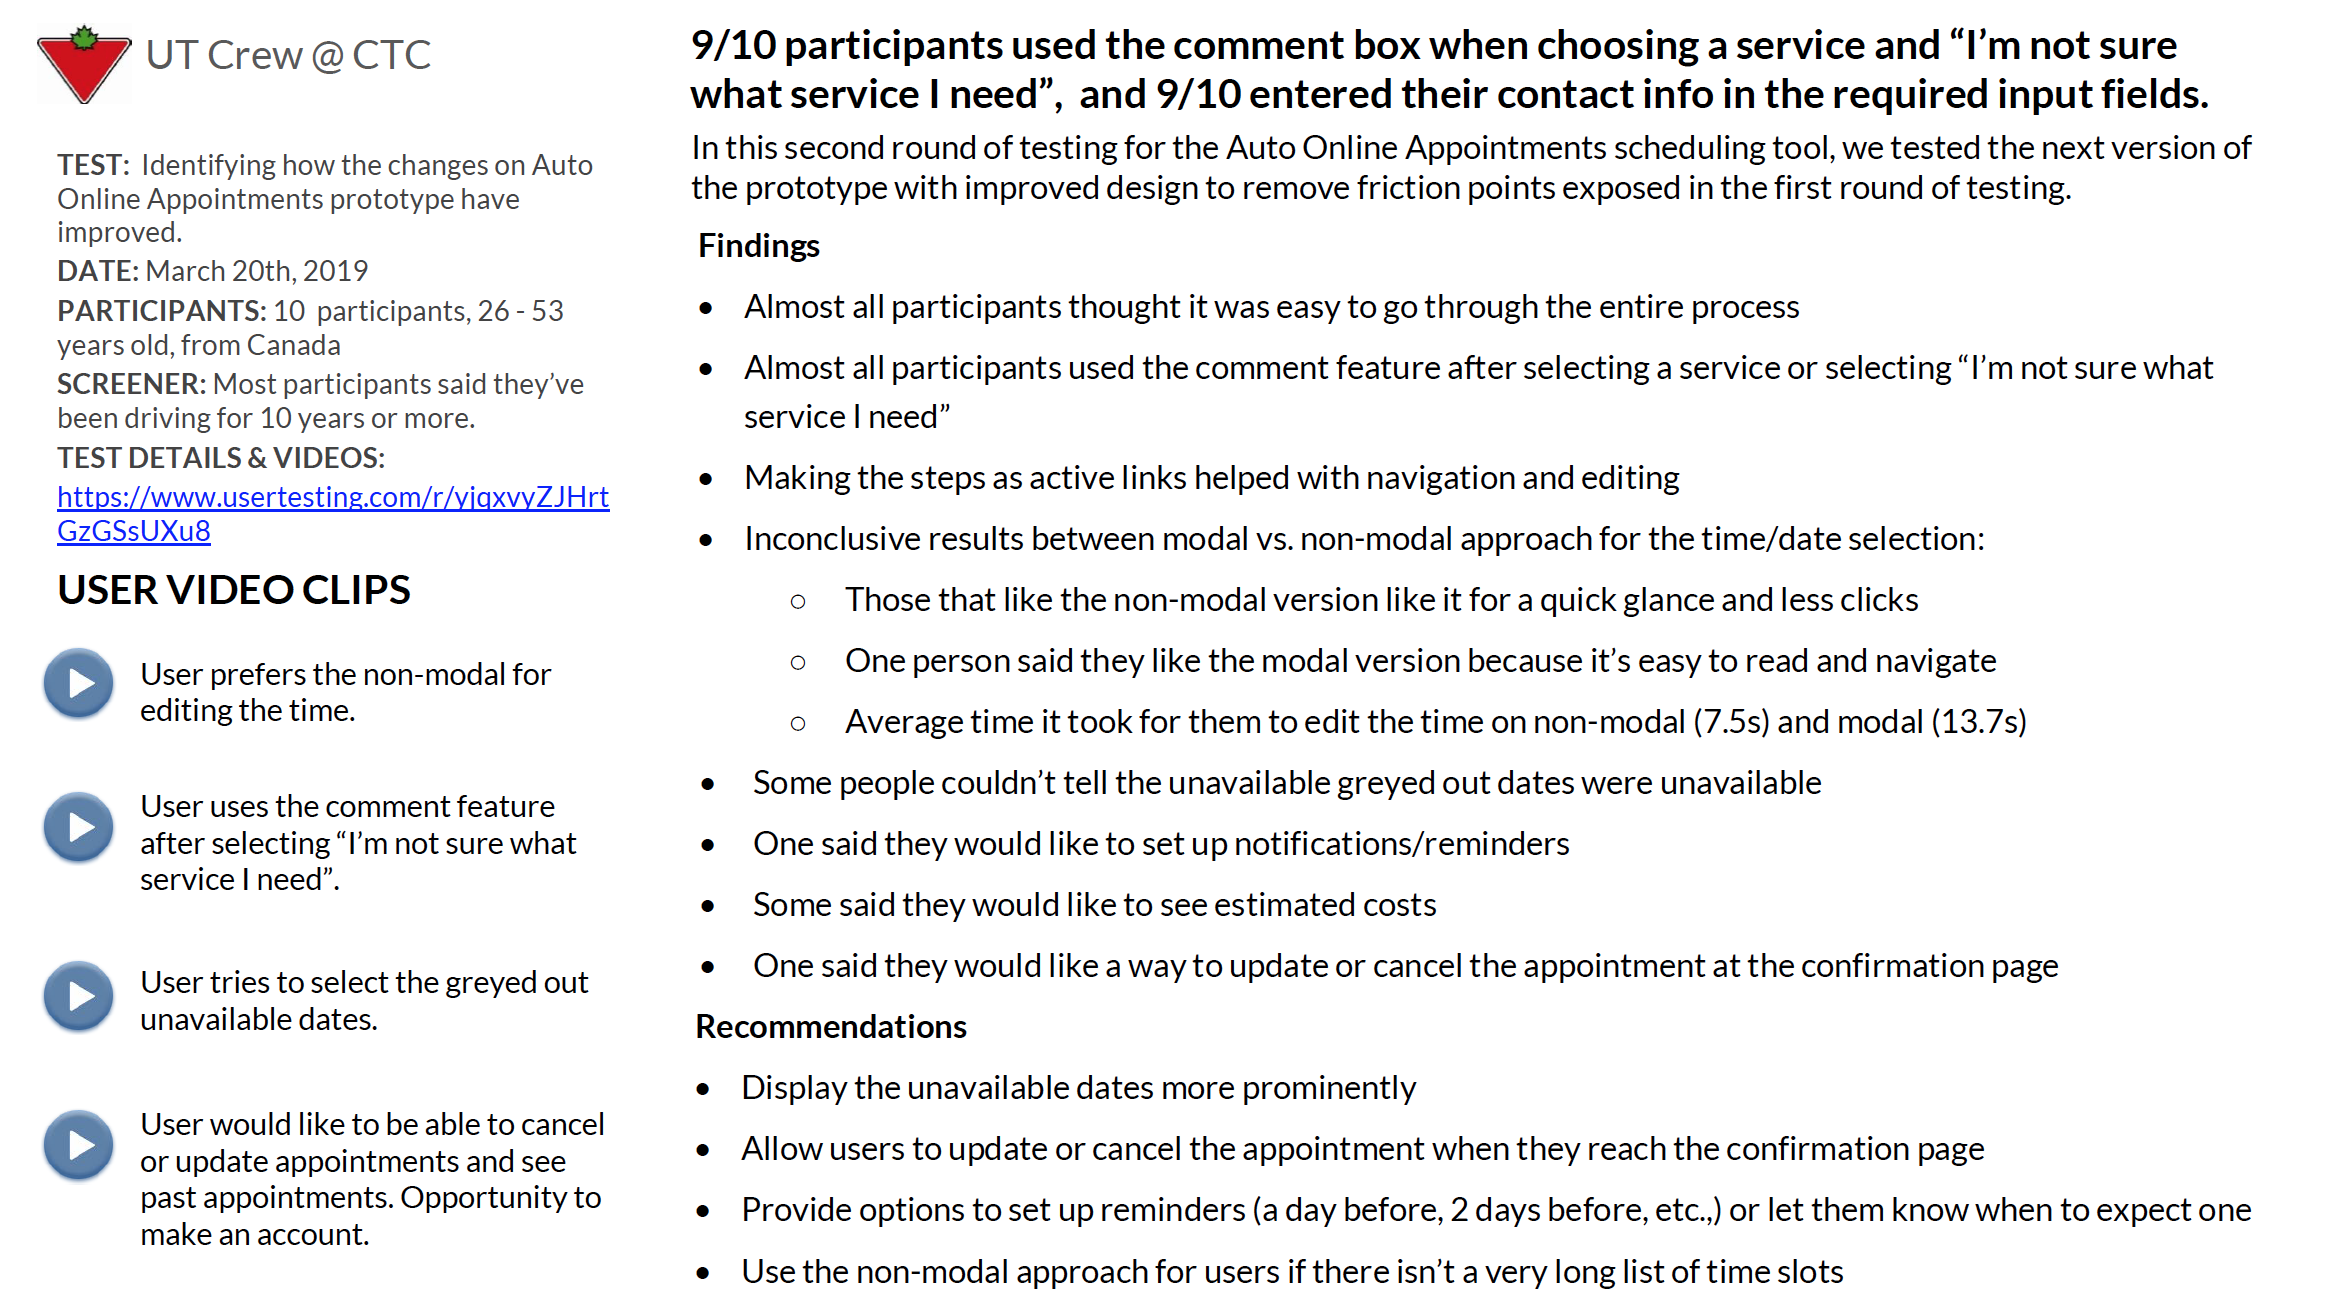 UT Crew @ CTC
TEST:  Identifying how the changes on Auto
Online Appointments prototype have
improved.
DATE: March 20th, 2019
PARTICIPANTS: 10  participants, 26 - 53
years old, from Canada
SCREENER: Most participants said they’ve
been driving for 10 years or more.
TEST DETAILS & VIDEOS:
https://www.usertesting.com/r/yjqxvyZJHrt
GzGSsUXu8
USER VIDEO CLIPS
User prefers the non-modal for
editing the time.
User uses the comment feature
after selecting “I’m not sure what
service I need”.
User tries to select the greyed out
unavailable dates.
User would like to be able to cancel
or update appointments and see
past appointments. Opportunity to
make an account.
9/10 participants used the comment box when choosing a service and “I’m not sure
what service I need”,  and 9/10 entered their contact info in the required input fields.
In this second round of testing for the Auto Online Appointments scheduling tool, we tested the next version of
the prototype with improved design to remove friction points exposed in the first round of testing.
Findings
● Almost all participants thought it was easy to go through the entire process
● Almost all participants used the comment feature after selecting a service or selecting “I’m not sure what
service I need”
● Making the steps as active links helped with navigation and editing
● Inconclusive results between modal vs. non-modal approach for the time/date selection:
○ Those that like the non-modal version like it for a quick glance and less clicks
○ One person said they like the modal version because it’s easy to read and navigate
○ Average time it took for them to edit the time on non-modal (7.5s) and modal (13.7s)
● Some people couldn’t tell the unavailable greyed out dates were unavailable
● One said they would like to set up notifications/reminders
● Some said they would like to see estimated costs
● One said they would like a way to update or cancel the appointment at the confirmation page
Recommendations
● Display the unavailable dates more prominently
● Allow users to update or cancel the appointment when they reach the confirmation page
● Provide options to set up reminders (a day before, 2 days before, etc.,) or let them know when to expect one
● Use the non-modal approach for users if there isn’t a very long list of time slots